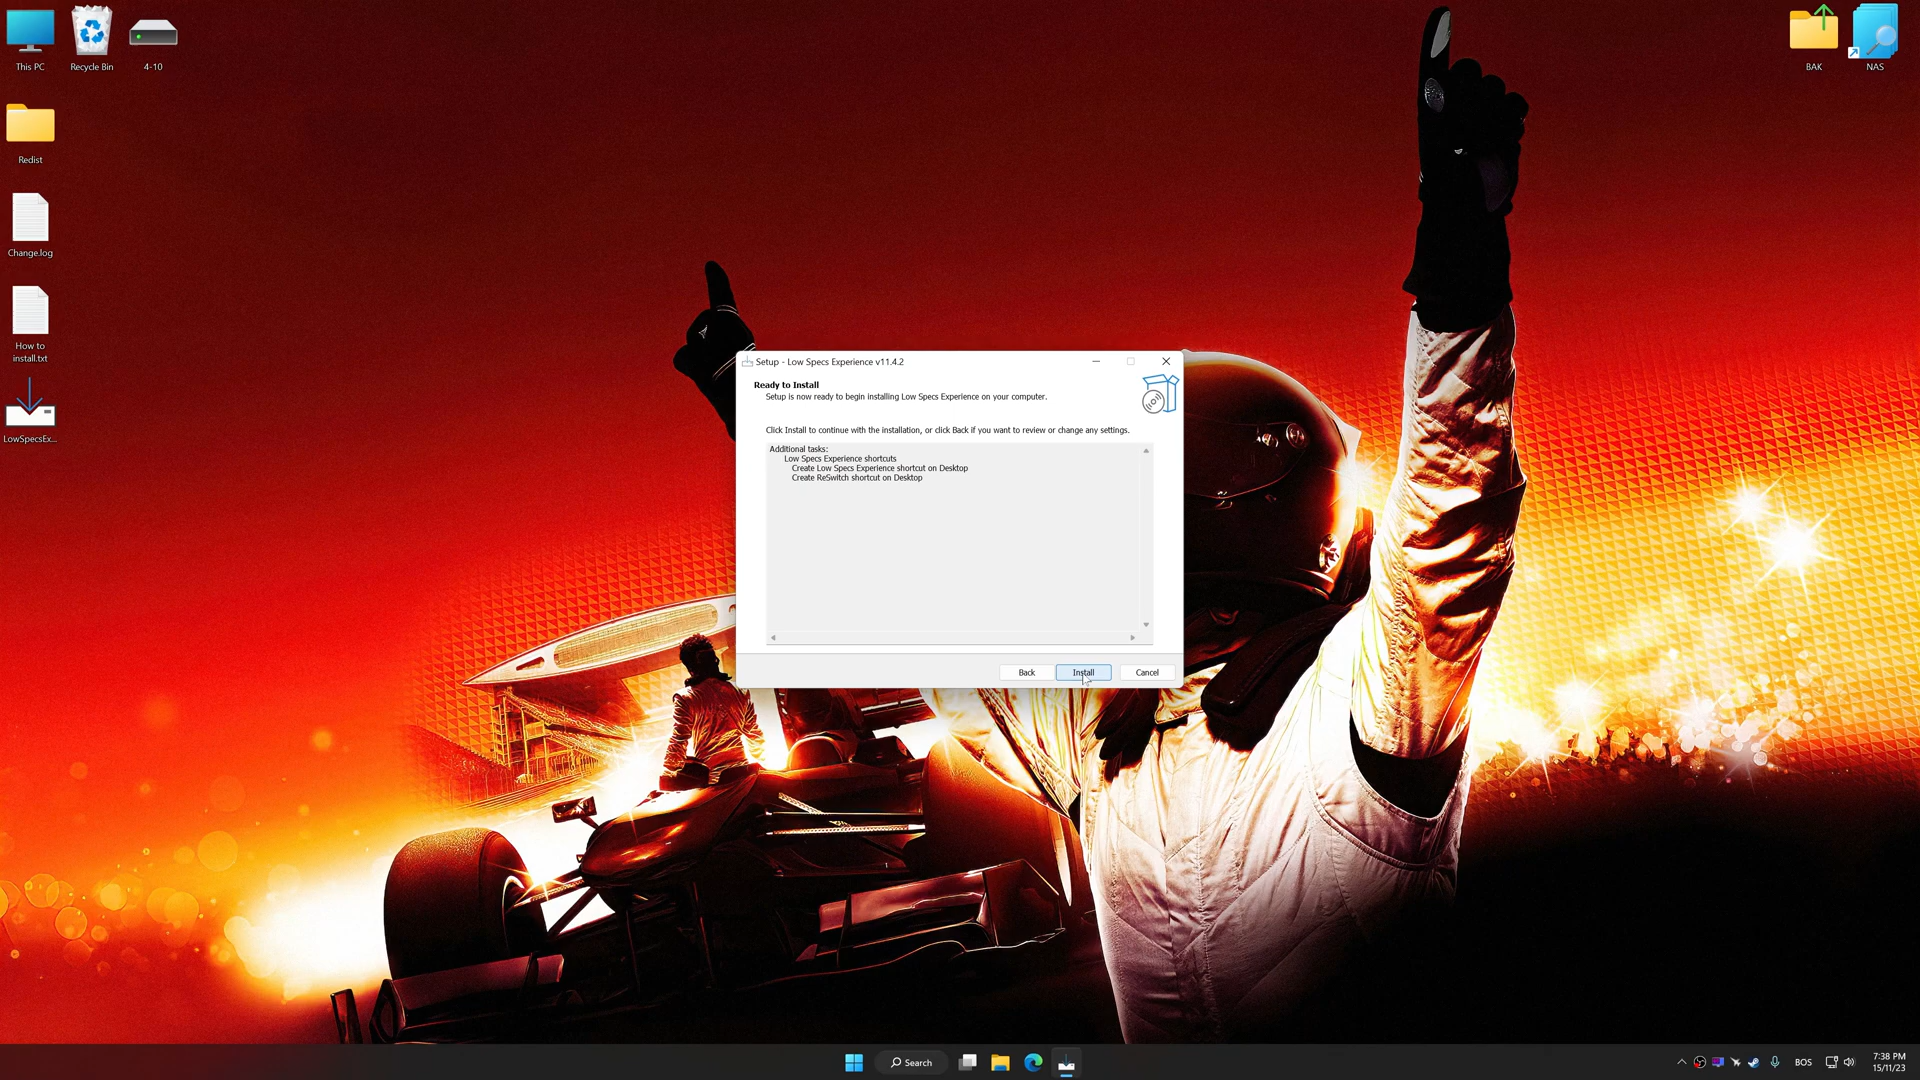 This PC
Recycle Bin
4-10
BAK
NAS
Redist
Change.log
How to
install.txt
LowSpecsEx...
Setup - Low Specs Experience v11.4.2
Ready to Install
Setup is now ready to begin installing Low Specs Experience on your computer.
Click Install to continue with the installation, or click Back if you want to review or change any settings.
Additional tasks:
Low Specs Experience shortcuts
Create Low Specs Experience shortcut on Desktop
Create ReSwitch shortcut on Desktop
Back
Install
Cancel
Search
BOS
7:38 PM
15/11/23